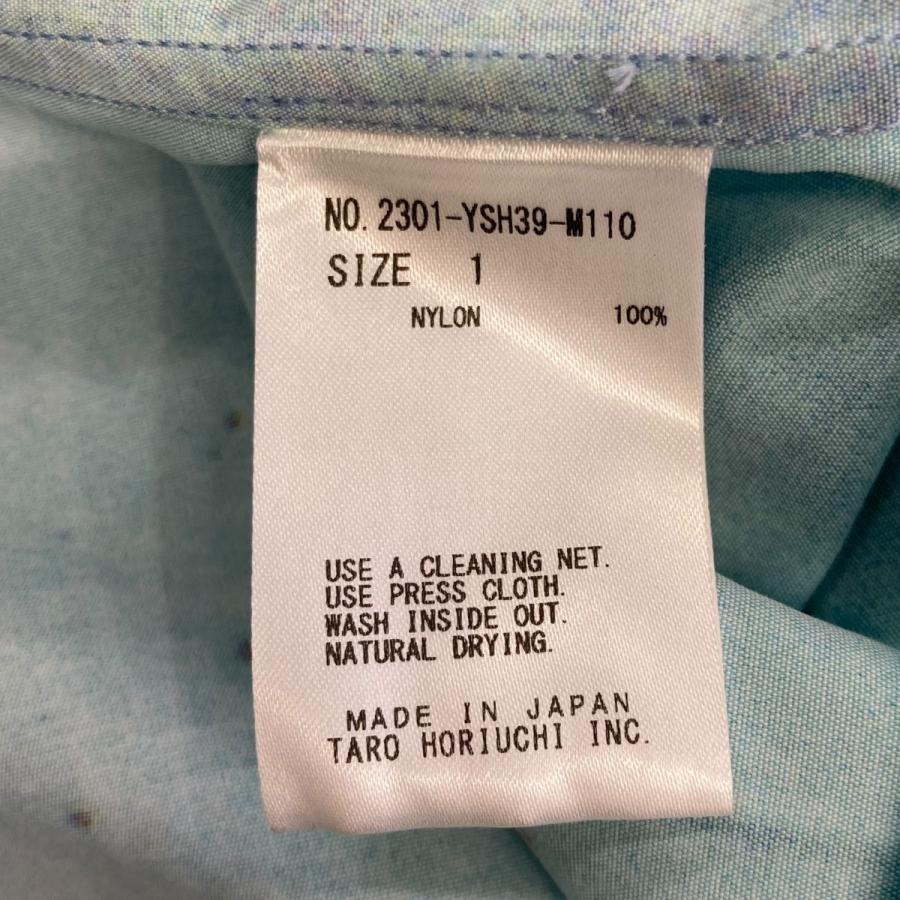 NO. 2301-YSH39-M110
SIZE 1
NYLON 100%
USE A CLEANING NET.
USE PRESS CLOTH.
WASH INSIDE OUT.
NATURAL DRYING.
MADE IN JAPAN
TARO HORIUCHI INC.